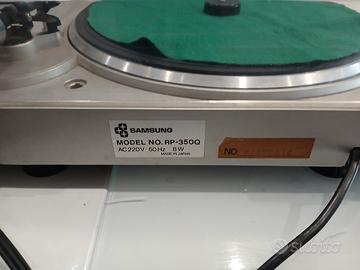 SAMSUNG
MODEL NO. RP-350Q
AC220V 50Hz 8W
MADE IN JAPAN
NO.
subito